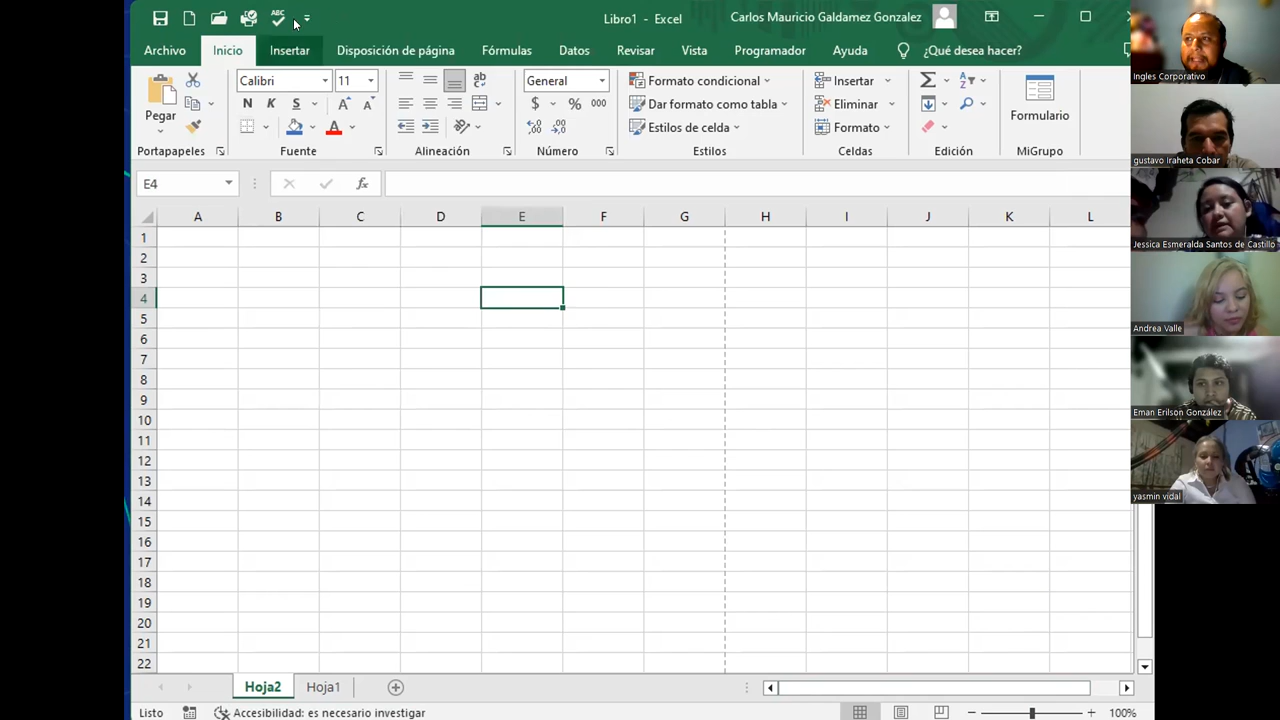 ABC
Libro1 - Excel
Carlos Mauricio Galdamez Gonzalez
Archivo Inicio Insertar Disposición de página Fórmulas Datos Revisar Vista Programador Ayuda ¿Qué desea hacer?
Pegar
Calibri 11
N K S
General
$ % 000
Formato condicional
Dar formato como tabla
Estilos de celda
Insertar
Eliminar
Formato
Formulario
Portapapeles Fuente Alineación Número Estilos Celdas Edición MiGrupo
E4
fx
A B C D E F G H I J K L
1
2
3
4
5
6
7
8
9
10
11
12
13
14
15
16
17
18
19
20
21
22
Hoja2 Hoja1
Listo Accesibilidad: es necesario investigar 100%
Ingles Corporativo
gustavo Iraheta Cobar
Jessica Esmeralda Santos de Castillo
Andrea Valle
Eman Erilson González
yasmin vidal